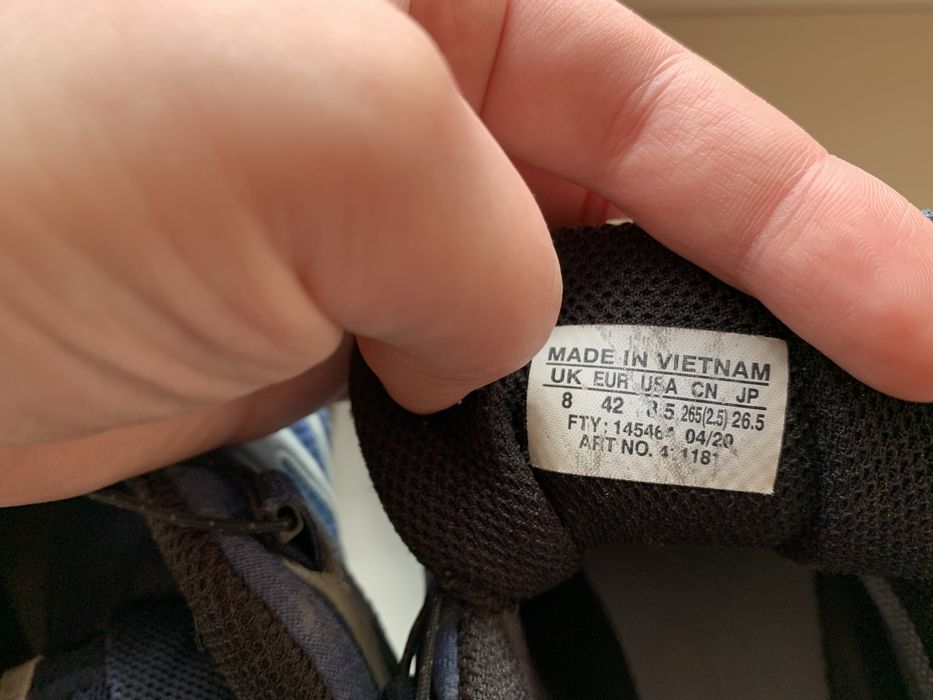 MADE IN VIETNAM
UK EUR USA CN JP
8 42 265(2.5) 26.5
FTY: 04/20
ART NO.